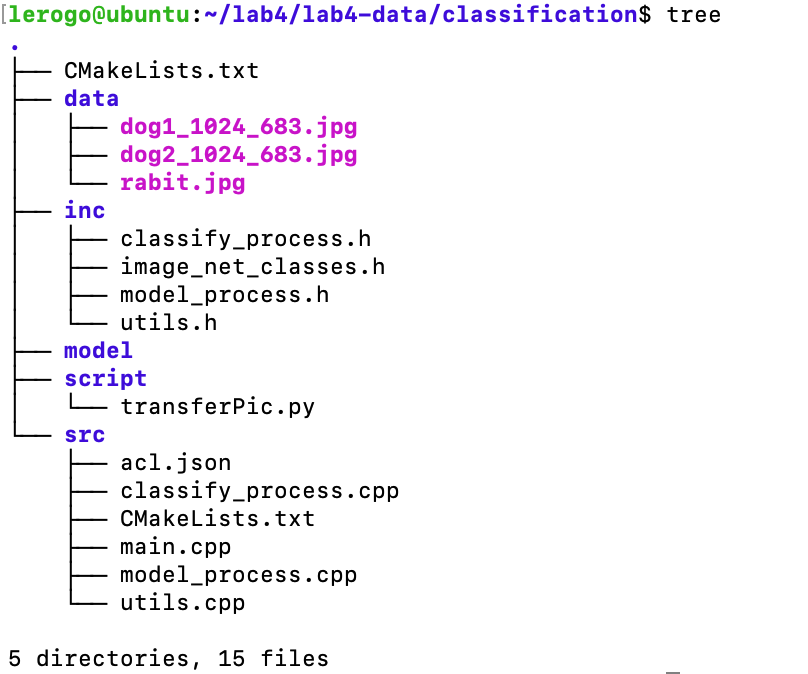 [lerogo@ubuntu:~/lab4/lab4-data/classification$ tree
.
├── CMakeLists.txt
├── data
│   ├── dog1_1024_683.jpg
│   ├── dog2_1024_683.jpg
│   └── rabit.jpg
├── inc
│   ├── classify_process.h
│   ├── image_net_classes.h
│   ├── model_process.h
│   └── utils.h
├── model
├── script
│   └── transferPic.py
└── src
    ├── acl.json
    ├── classify_process.cpp
    ├── CMakeLists.txt
    ├── main.cpp
    ├── model_process.cpp
    └── utils.cpp
5 directories, 15 files